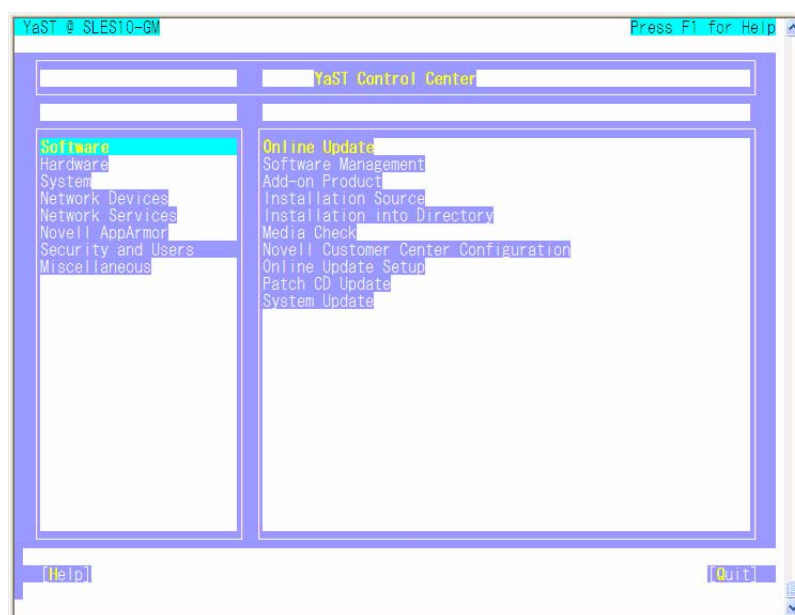 YaST @ SLES10-GM Press F1 for Help
YaST Control Center
Software
Hardware
System
Network Devices
Network Services
Novell AppArmor
Security and Users
Miscellaneous
Online Update
Software Management
Add-on Product
Installation Source
Installation into Directory
Media Check
Novell Customer Center Configuration
Online Update Setup
Patch CD Update
System Update
[Help] [Quit]